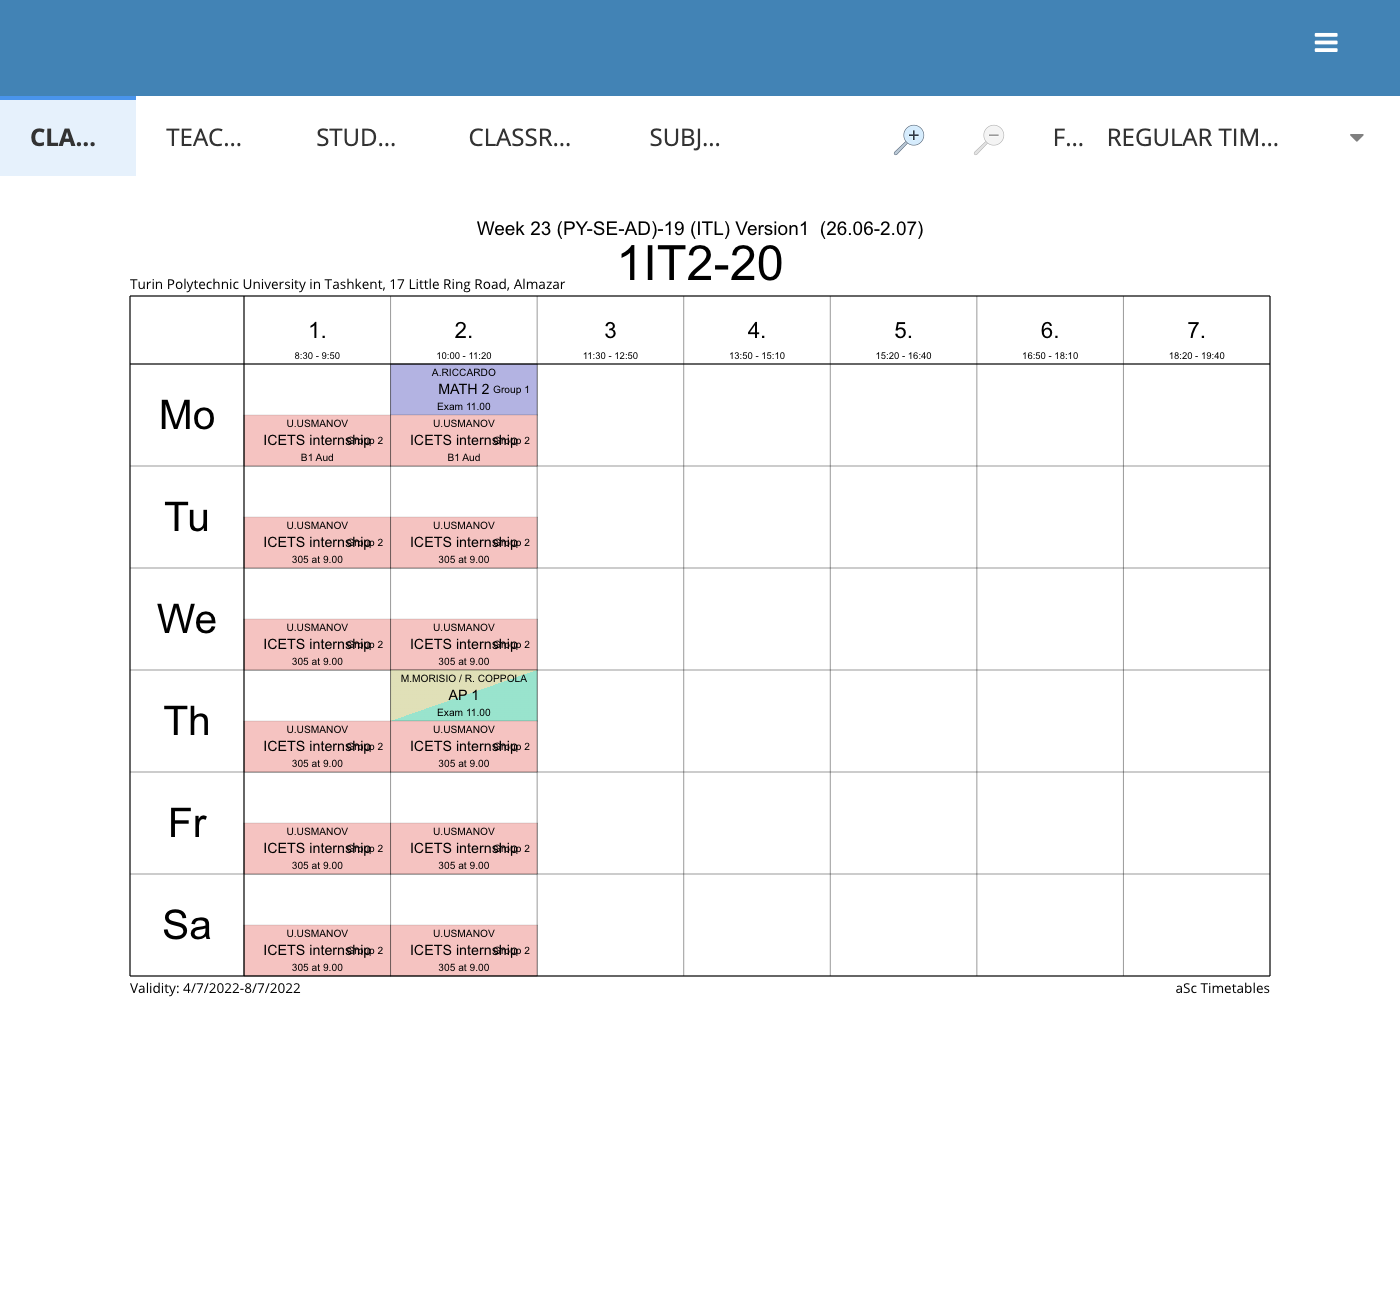 CLA...
TEAC...
STUD...
CLASSR...
SUBJ...
F...
REGULAR TIM...
Week 23 (PY-SE-AD)-19 (ITL) Version1 (26.06-2.07)
1IT2-20
Turin Polytechnic University in Tashkent, 17 Little Ring Road, Almazar
1.
2.
3
4.
5.
6.
7.
8:30 - 9:50
10:00 - 11:20
11:30 - 12:50
13:50 - 15:10
15:20 - 16:40
16:50 - 18:10
18:20 - 19:40
Mo
A.RICCARDO
MATH 2 Group 1
Exam 11.00
U.USMANOV
ICETS internship Group 2
B1 Aud
U.USMANOV
ICETS internship Group 2
B1 Aud
Tu
U.USMANOV
ICETS internship Group 2
305 at 9.00
U.USMANOV
ICETS internship Group 2
305 at 9.00
We
U.USMANOV
ICETS internship Group 2
305 at 9.00
U.USMANOV
ICETS internship Group 2
305 at 9.00
Th
M.MORISIO / R. COPPOLA
AP 1
Exam 11.00
U.USMANOV
ICETS internship Group 2
305 at 9.00
U.USMANOV
ICETS internship Group 2
305 at 9.00
Fr
U.USMANOV
ICETS internship Group 2
305 at 9.00
U.USMANOV
ICETS internship Group 2
305 at 9.00
Sa
U.USMANOV
ICETS internship Group 2
305 at 9.00
U.USMANOV
ICETS internship Group 2
305 at 9.00
Validity: 4/7/2022-8/7/2022
aSc Timetables